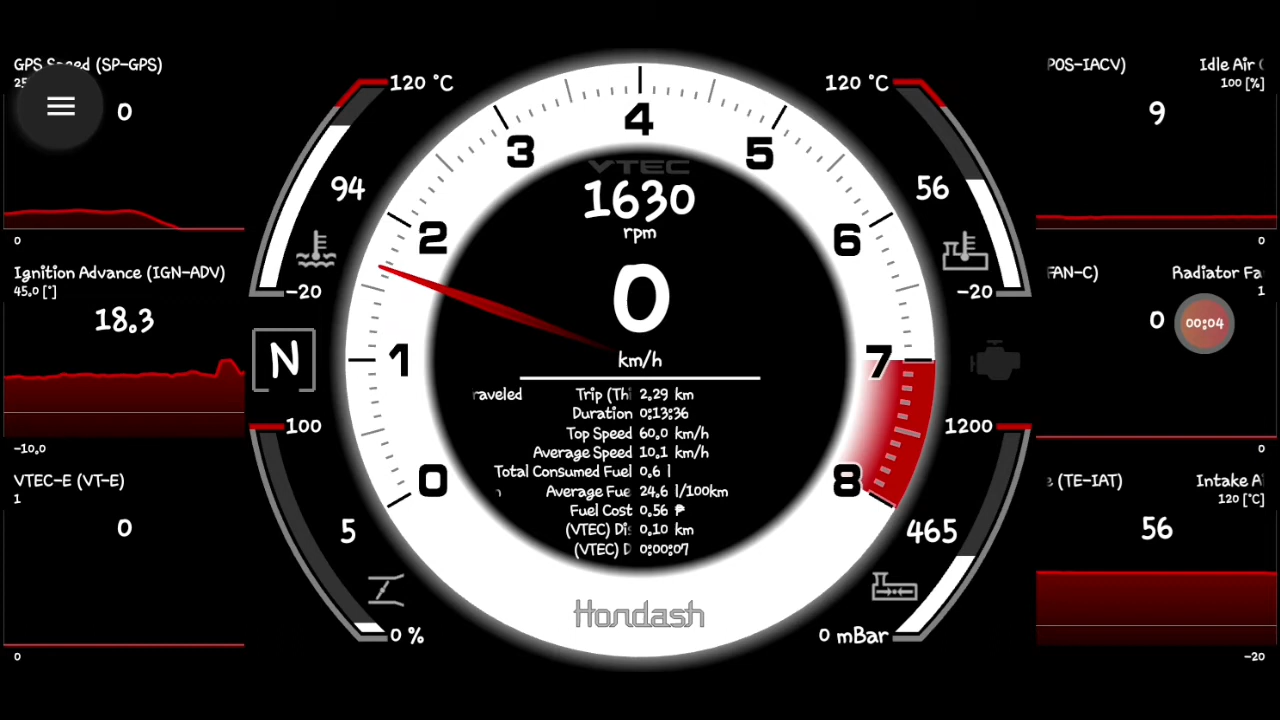 GPS Speed (SP-GPS)
25
0
0
Ignition Advance (IGN-ADV)
45.0 [°]
18.3
-10.0
VTEC-E (VT-E)
1
0
0
120 °C
94
-20
N
100
5
0 %
0
1
2
3
4
5
6
7
8
VTEC
1630
rpm
0
km/h
raveled Trip (Thi 2.29 km
Duration 0:13:36
Top Speed 60.0 km/h
Average Speed 10.1 km/h
Total Consumed Fuel 0.6 l
Average Fue 24.6 l/100km
Fuel Cost 0.56 ₱
(VTEC) Dis 0.10 km
(VTEC) D 0:00:07
Hondash
120 °C
56
-20
1200
465
0 mBar
POS-IACV) Idle Air (
100 [%]
9
0
FAN-C) Radiator Fa
1
0
00:04
0
e (TE-IAT) Intake A
120 [°C]
56
-20